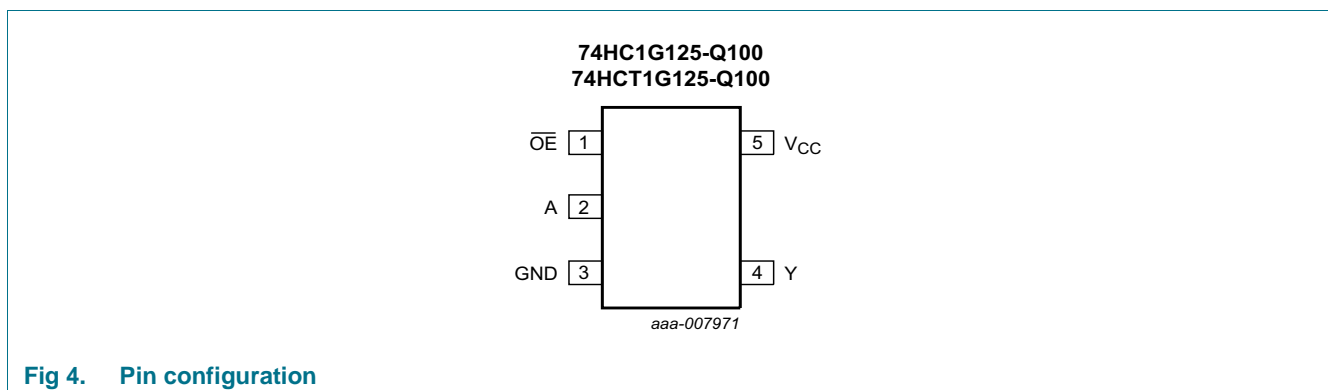 74HC1G125-Q100
74HCT1G125-Q100
OE 1
5 VCC
A 2
GND 3
4 Y
aaa-007971
Fig 4. Pin configuration